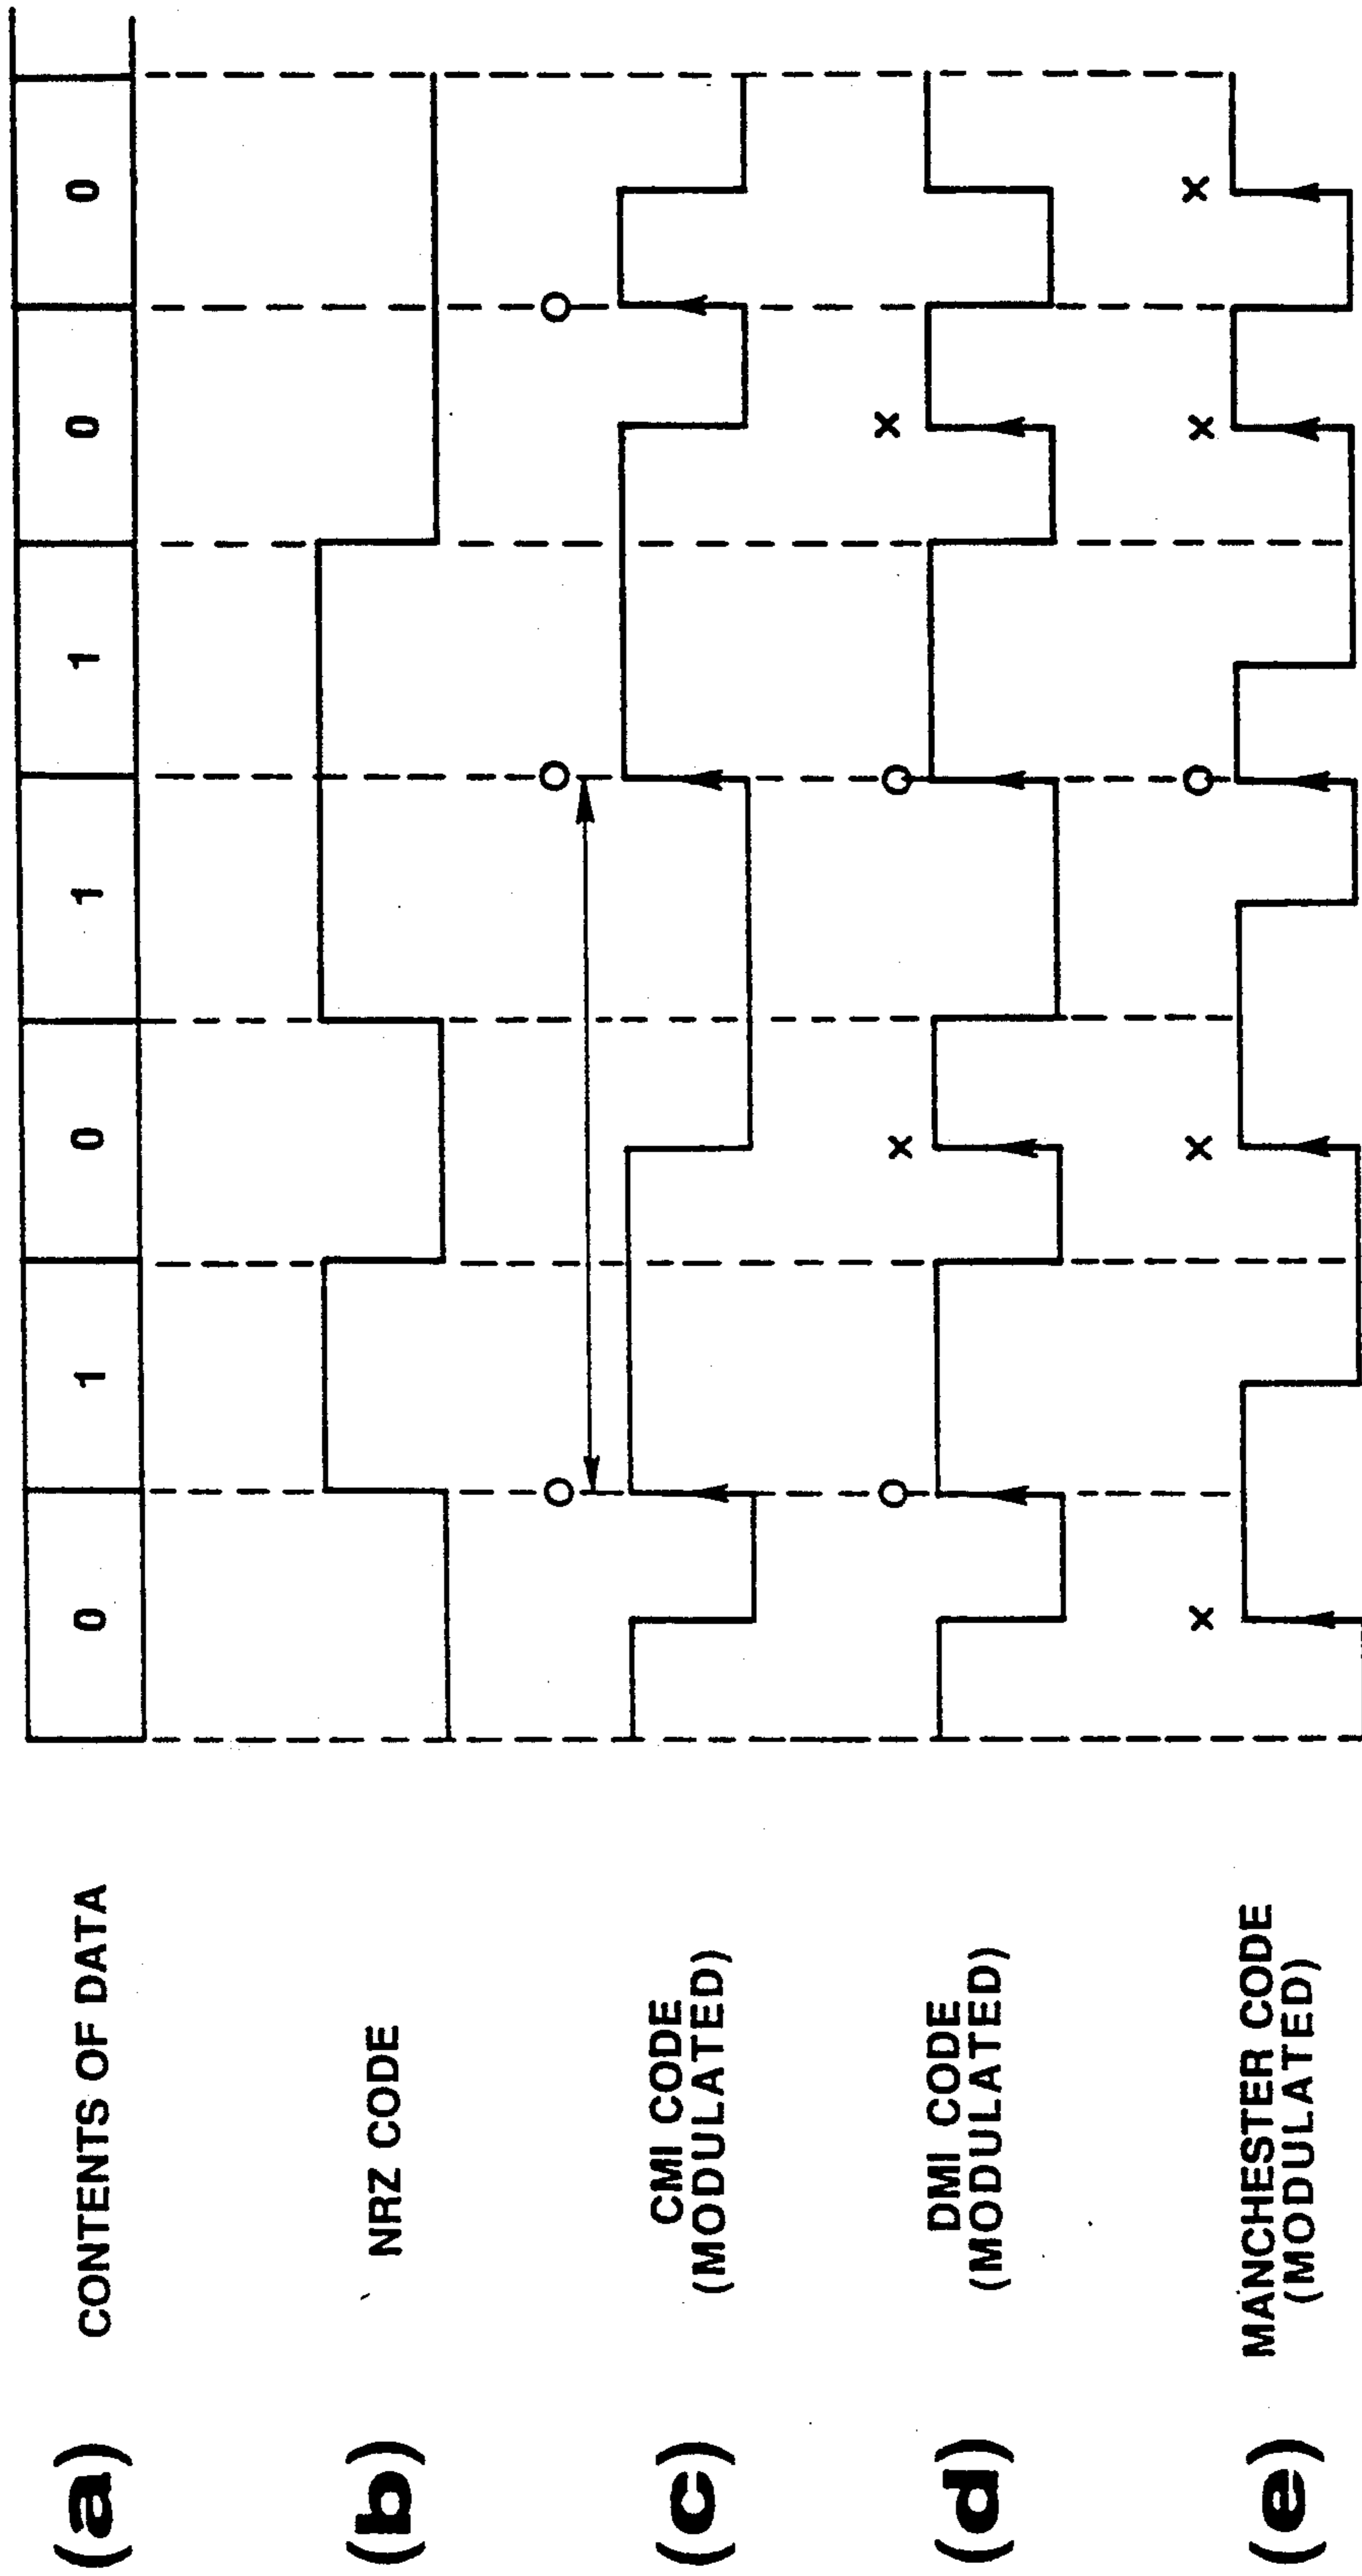 (a) CONTENTS OF DATA 0 1 0 1 1 0 0
(b) NRZ CODE
(c) CMI CODE
(MODULATED)
(d) DMI CODE
(MODULATED)
(e) MANCHESTER CODE
(MODULATED)